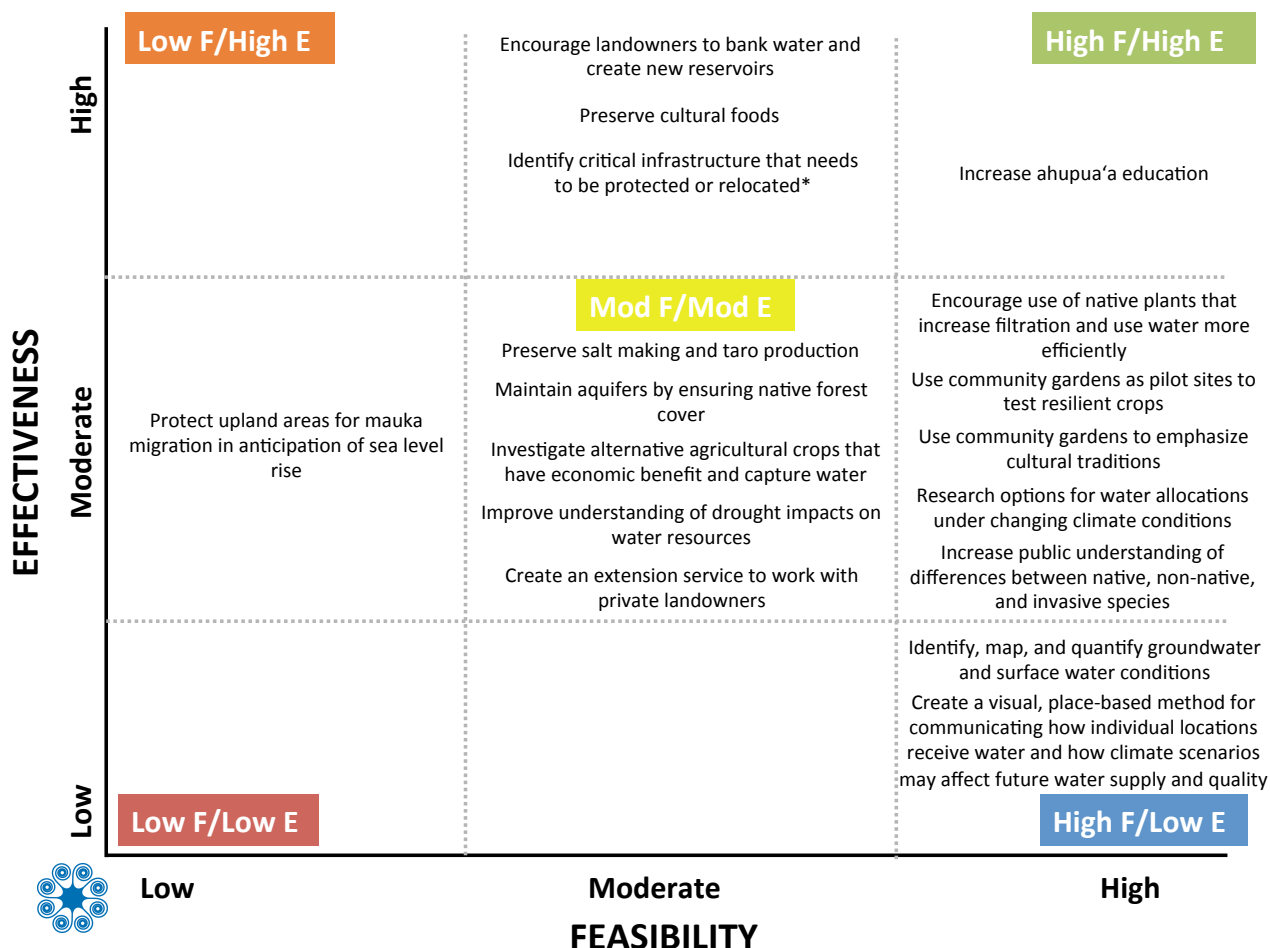 Low F/High E
Encourage landowners to bank water and
create new reservoirs
Preserve cultural foods
Identify critical infrastructure that needs
to be protected or relocated*
High F/High E
Increase ahupua‘a education
High
EFFECTIVENESS
Moderate
Protect upland areas for mauka
migration in anticipation of sea level
rise
Mod F/Mod E
Preserve salt making and taro production
Maintain aquifers by ensuring native forest
cover
Investigate alternative agricultural crops that
have economic benefit and capture water
Improve understanding of drought impacts on
water resources
Create an extension service to work with
private landowners
Encourage use of native plants that
increase filtration and use water more
efficiently
Use community gardens as pilot sites to
test resilient crops
Use community gardens to emphasize
cultural traditions
Research options for water allocations
under changing climate conditions
Increase public understanding of
differences between native, non-native,
and invasive species
Low
Low F/Low E
Identify, map, and quantify groundwater
and surface water conditions
Create a visual, place-based method for
communicating how individual locations
receive water and how climate scenarios
may affect future water supply and quality
High F/Low E
Low
Moderate
High
FEASIBILITY